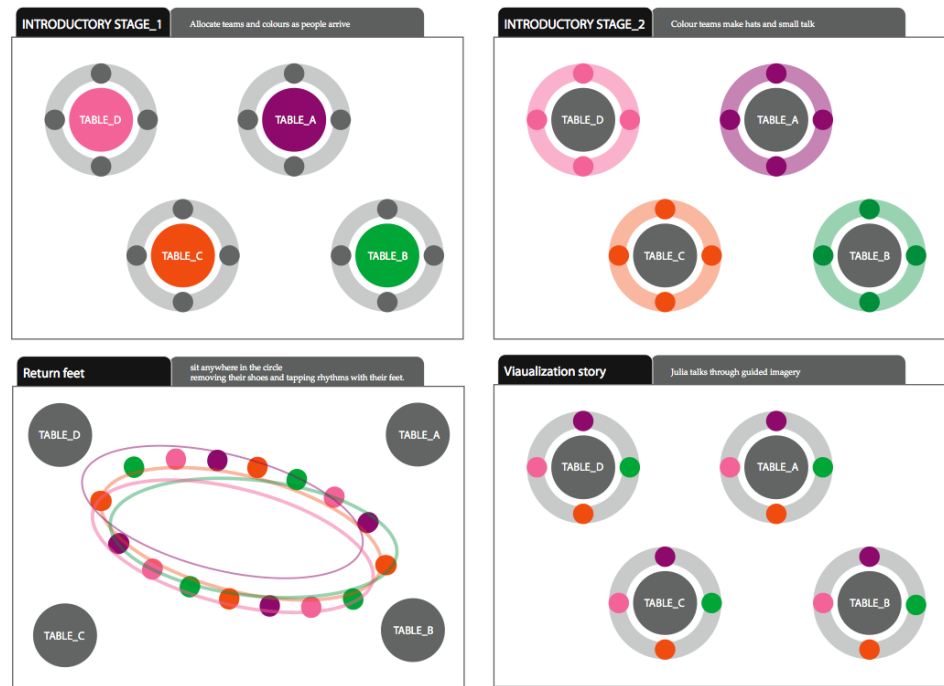 INTRODUCTORY STAGE_1
Allocate teams and colours as people arrive
TABLE_D
TABLE_A
TABLE_C
TABLE_B
INTRODUCTORY STAGE_2
Colour teams make hats and small talk
TABLE_D
TABLE_A
TABLE_C
TABLE_B
Return feet
sit anywhere in the circle
removing their shoes and tapping rhythms with their feet.
TABLE_D
TABLE_A
TABLE_C
TABLE_B
Viaualization story
Julia talks through guided imagery
TABLE_D
TABLE_A
TABLE_C
TABLE_B